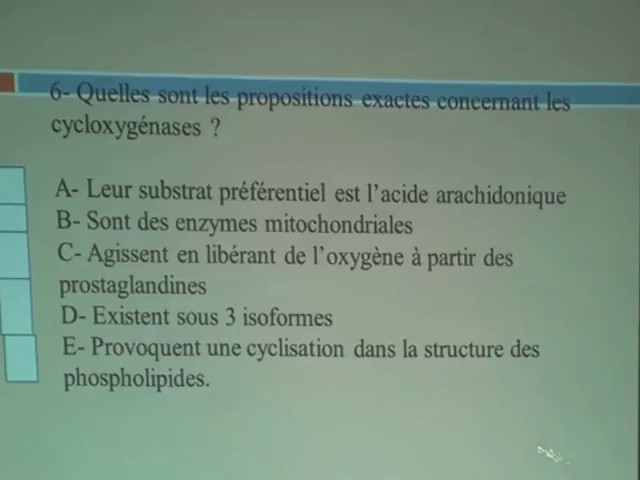 6- Quelles sont les propositions exactes concernant les
cycloxygénases ?
A- Leur substrat préférentiel est l'acide arachidonique
B- Sont des enzymes mitochondriales
C- Agissent en libérant de l'oxygène à partir des
prostaglandines
D- Existent sous 3 isoformes
E- Provoquent une cyclisation dans la structure des
phospholipides.